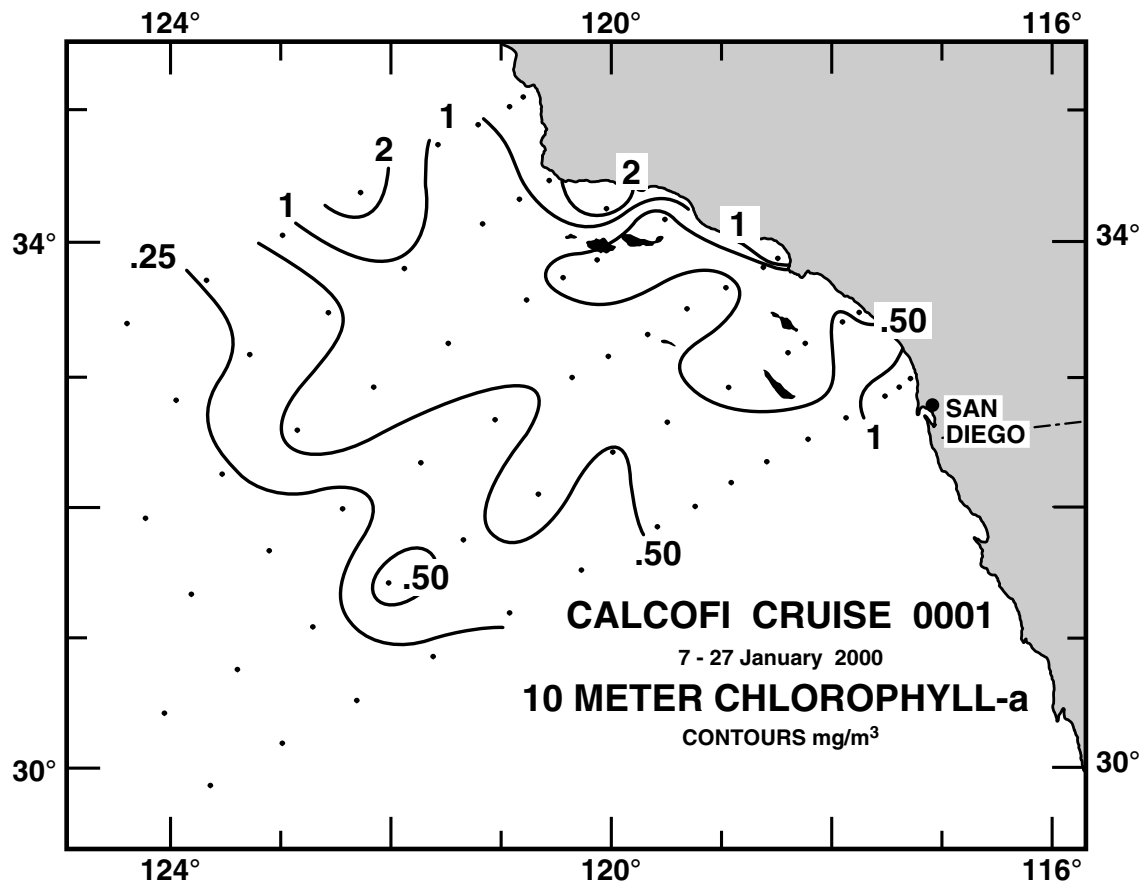 124° 120° 116°
1
2
2
1
1
34° 34°
.25
.50
SAN
DIEGO
1
.50
.50
CALCOFI CRUISE 0001
7 - 27 January 2000
10 METER CHLOROPHYLL-a
CONTOURS mg/m³
30° 30°
124° 120° 116°